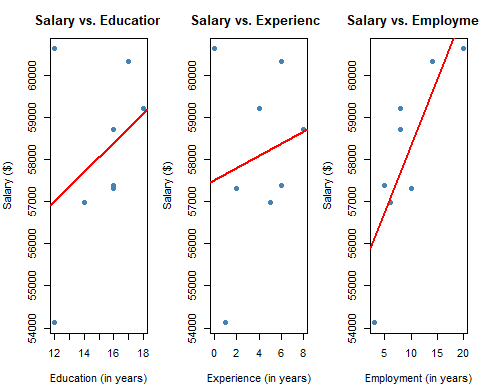 Salary vs. Education
Salary ($)
54000 55000 56000 57000 58000 59000 60000
12 14 16 18
Education (in years)
Salary vs. Experienc
Salary ($)
54000 55000 56000 57000 58000 59000 60000
0 2 4 6 8
Experience (in years)
Salary vs. Employme
Salary ($)
54000 55000 56000 57000 58000 59000 60000
5 10 15 20
Employment (in years)